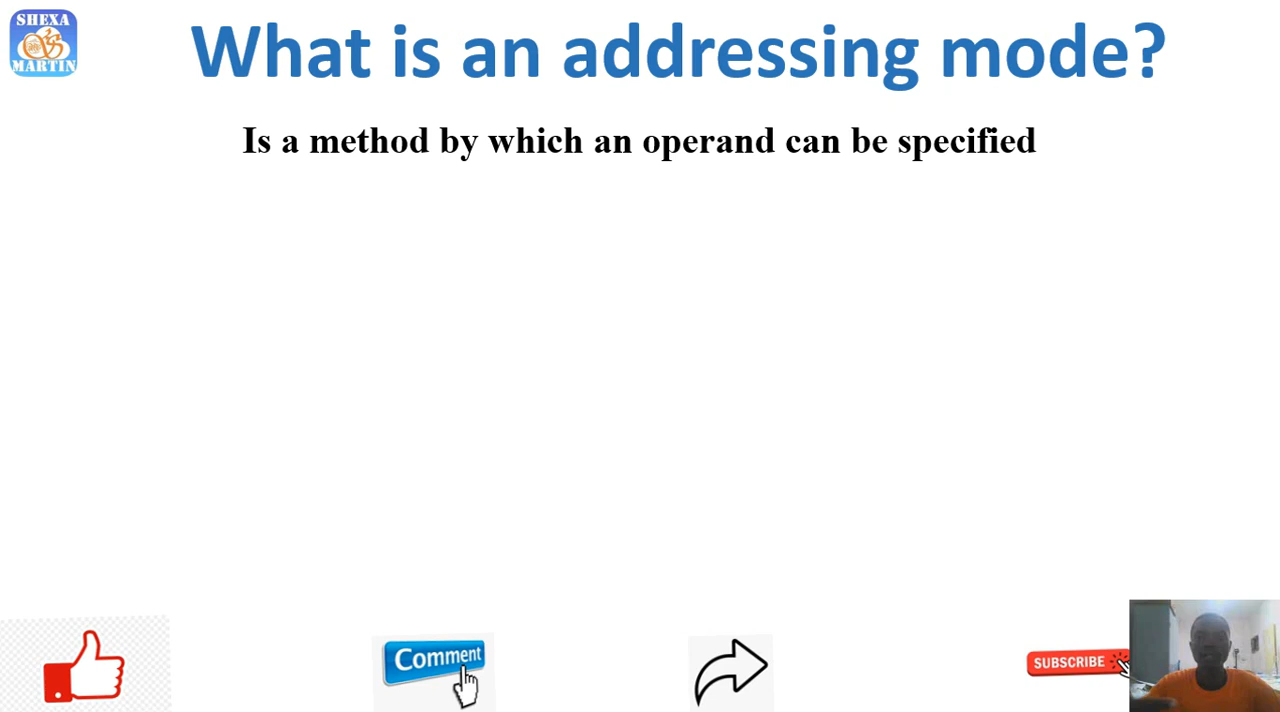 SHEXA
MARTIN
What is an addressing mode?
Is a method by which an operand can be specified
Comment
SUBSCRIBE